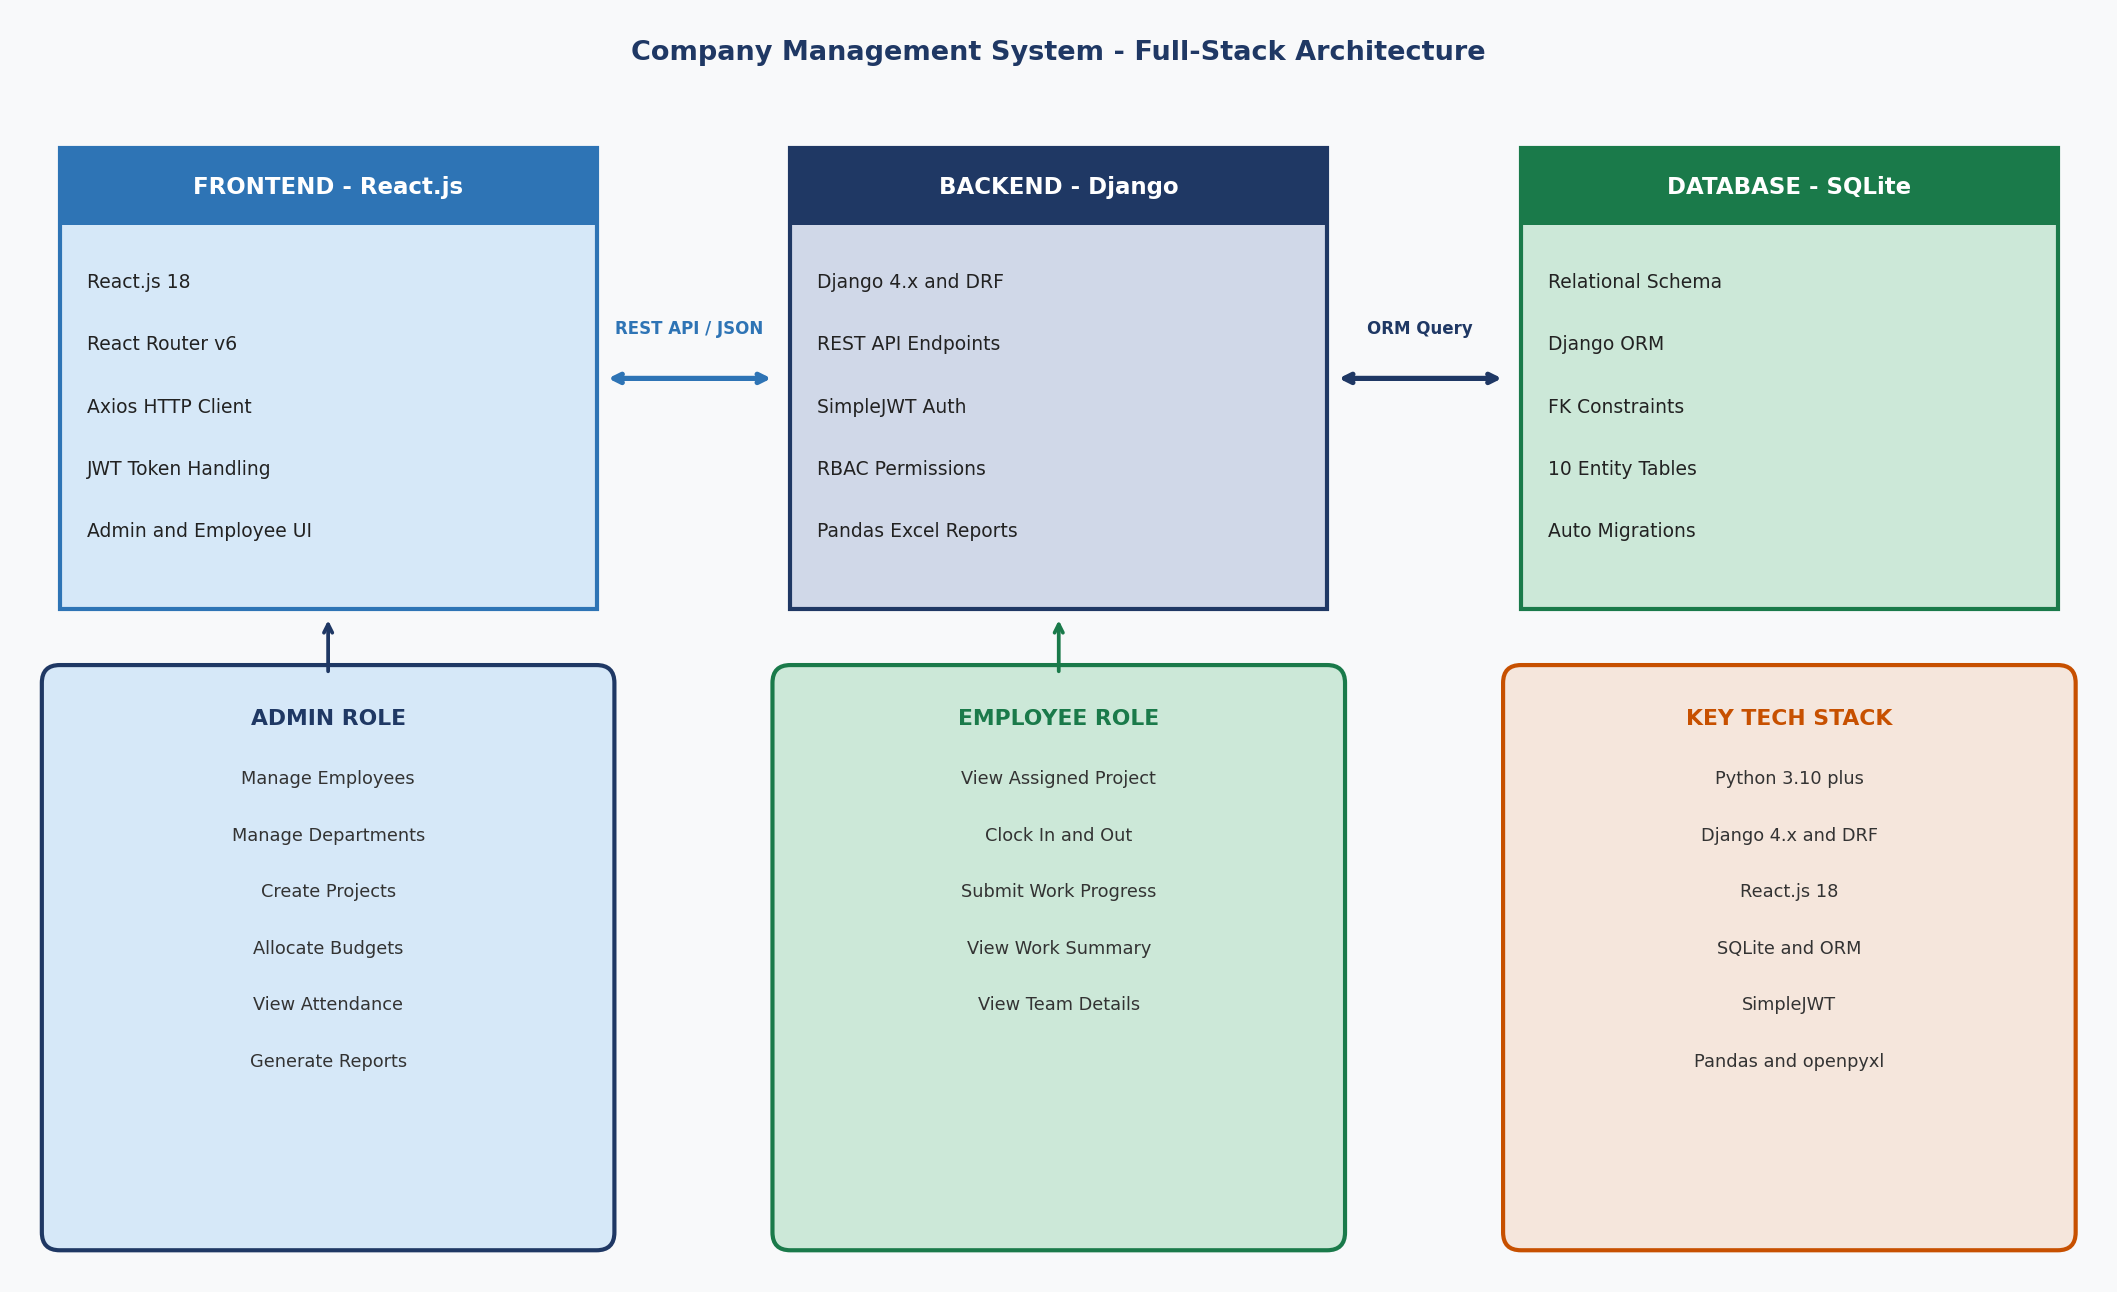 Company Management System - Full-Stack Architecture
FRONTEND - React.js
React.js 18
React Router v6
Axios HTTP Client
JWT Token Handling
Admin and Employee UI
REST API / JSON
BACKEND - Django
Django 4.x and DRF
REST API Endpoints
SimpleJWT Auth
RBAC Permissions
Pandas Excel Reports
ORM Query
DATABASE - SQLite
Relational Schema
Django ORM
FK Constraints
10 Entity Tables
Auto Migrations
ADMIN ROLE
Manage Employees
Manage Departments
Create Projects
Allocate Budgets
View Attendance
Generate Reports
EMPLOYEE ROLE
View Assigned Project
Clock In and Out
Submit Work Progress
View Work Summary
View Team Details
KEY TECH STACK
Python 3.10 plus
Django 4.x and DRF
React.js 18
SQLite and ORM
SimpleJWT
Pandas and openpyxl